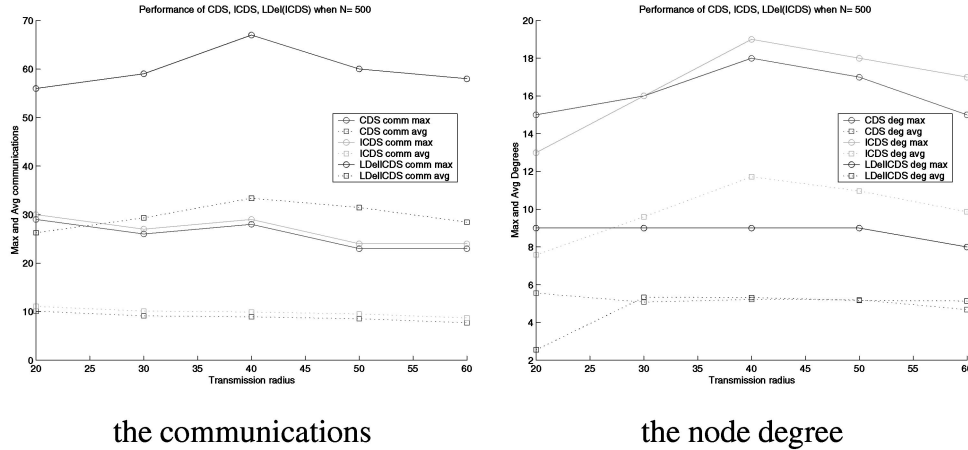 Performance of CDS, ICDS, LDel(ICDS) when N= 500
70
60
50
40
30
20
10
0
20
25
30
35
40
45
50
55
60
Max and Avg communications
Transmission radius
CDS comm max
CDS comm avg
ICDS comm max
ICDS comm avg
LDelICDS comm max
LDelICDS comm avg
the communications
Performance of CDS, ICDS, LDel(ICDS) when N= 500
20
18
16
14
12
10
8
6
4
2
20
25
30
35
40
45
50
55
60
Max and Avg Degrees
Transmission radius
CDS deg max
CDS deg avg
ICDS deg max
ICDS deg avg
LDelICDS deg max
LDelICDS deg avg
the node degree